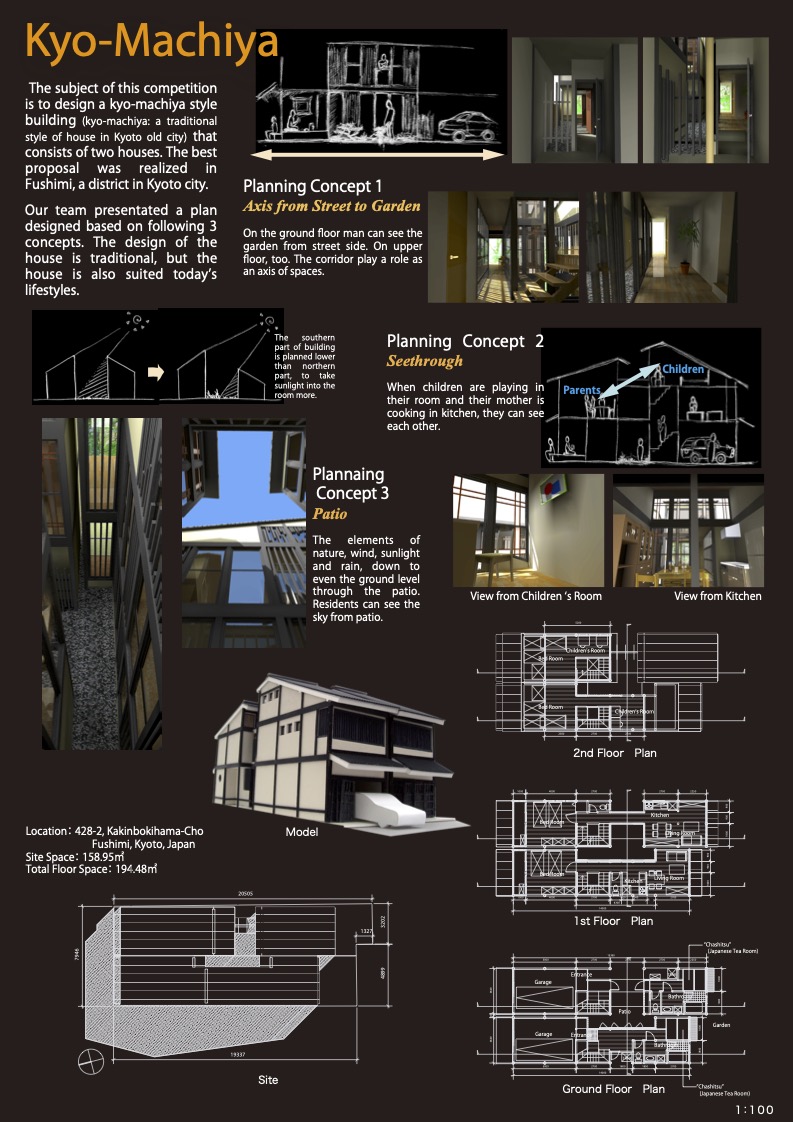 Kyo-Machiya
The subject of this competition
is to design a kyo-machiya style
building (kyo-machiya: a traditional
style of house in Kyoto old city) that
consists of two houses. The best
proposal was realized in
Fushimi, a district in Kyoto city.
Our team presentated a plan
designed based on following 3
concepts. The design of the
house is traditional, but the
house is also suited today's
lifestyles.
Planning Concept 1
Axis from Street to Garden
On the ground floor man can see the
garden from street side. On upper
floor, too. The corridor play a role as
an axis of spaces.
The southern
part of building
is planned lower
than northern
part, to take
sunlight into the
room more.
Planning Concept 2
Seethrough
When children are playing in
their room and their mother is
cooking in kitchen, they can see
each other.
Children
Parents
Plannaing
Concept 3
Patio
The elements of
nature, wind, sunlight
and rain, down to
even the ground level
through the patio.
Residents can see the
sky from patio.
View from Children 's Room
View from Kitchen
Children's Room
Bed Room
Bed Room
Children's Room
2nd Floor Plan
Model
Location: 428-2, Kakinbokihama-Cho
Fushimi, Kyoto, Japan
Site Space: 158.95㎡
Total Floor Space: 194.48㎡
Bed Room
Kitchen
Living Room
Bed Room
Kitchen
Living Room
1st Floor Plan
20505
5202
1327
7946
4889
19337
Site
"Chashitsu"
(Japanese Tea Room)
Entrance
Garage
Bathroom
Patio
Garden
Garage
Entrance
Bathroom
"Chashitsu"
(Japanese Tea Room)
Ground Floor Plan
1:100